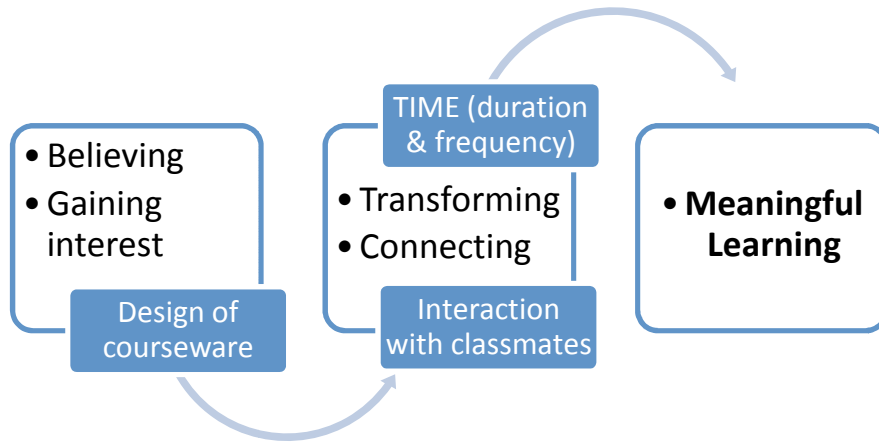 • Believing
• Gaining
interest
Design of
courseware
TIME (duration
& frequency)
• Transforming
• Connecting
Interaction
with classmates
• Meaningful
Learning